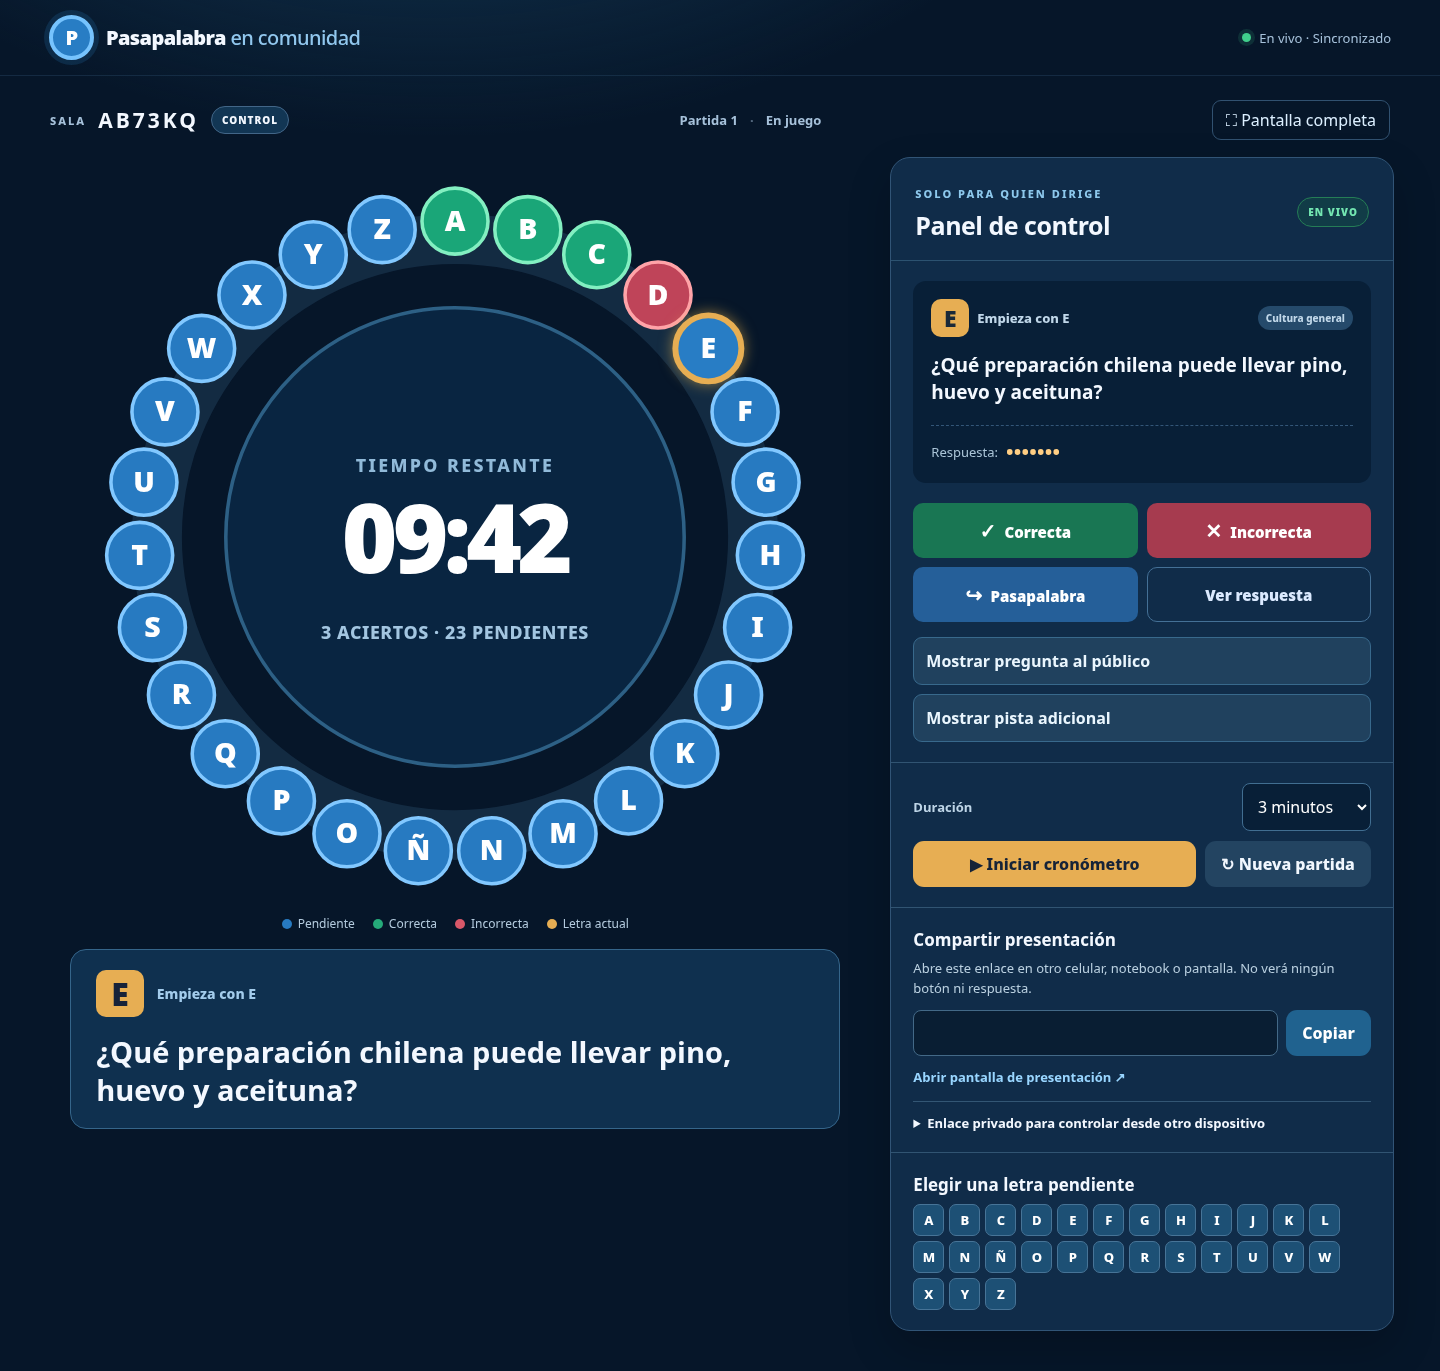 P Pasapalabra en comunidad
En vivo · Sincronizado
SALA AB73KQ CONTROL
Partida 1 · En juego
⛶ Pantalla completa
A
B
C
D
E
F
G
H
I
J
K
L
M
N
Ñ
O
P
Q
R
S
T
U
V
W
X
Y
Z
TIEMPO RESTANTE
09:42
3 ACIERTOS · 23 PENDIENTES
Pendiente Correcta Incorrecta Letra actual
E Empieza con E
¿Qué preparación chilena puede llevar pino,
huevo y aceituna?
SOLO PARA QUIEN DIRIGE
Panel de control
EN VIVO
E Empieza con E Cultura general
¿Qué preparación chilena puede llevar pino,
huevo y aceituna?
Respuesta: •••••••
✓ Correcta ✕ Incorrecta
↪ Pasapalabra Ver respuesta
Mostrar pregunta al público
Mostrar pista adicional
Duración 3 minutos
▶ Iniciar cronómetro ↻ Nueva partida
Compartir presentación
Abre este enlace en otro celular, notebook o pantalla. No verá ningún
botón ni respuesta.
Copiar
Abrir pantalla de presentación ↗
▶ Enlace privado para controlar desde otro dispositivo
Elegir una letra pendiente
A B C D E F G H I J K L
M N Ñ O P Q R S T U V W
X Y Z